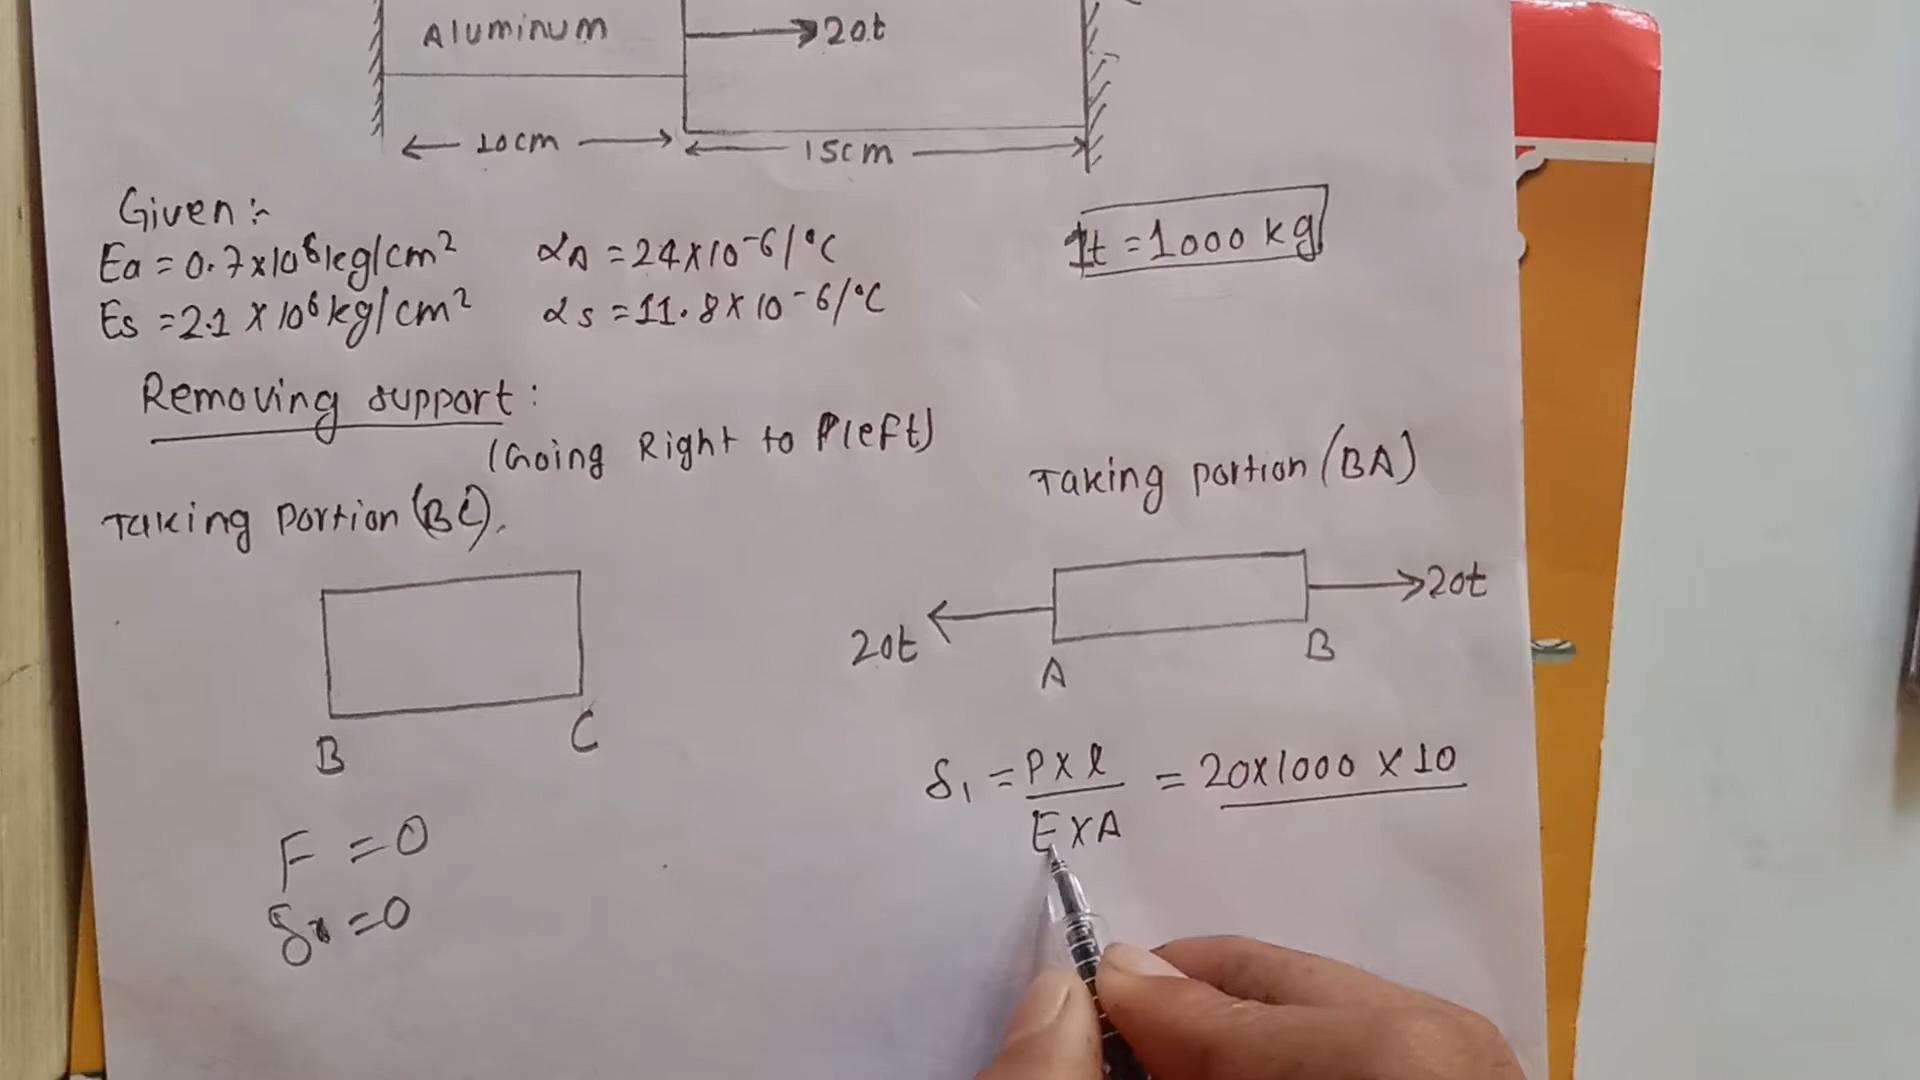 Aluminum
20t
10cm
15cm
Given :-
Ea = 0.7×10⁶ kg/cm² αA = 24×10⁻⁶/°C
1t = 1000 kg
Es = 2.1 × 10⁶ kg/cm² αs = 11.8×10⁻⁶/°C
Removing support :
(Going Right to left)
Taking portion (BC).
Taking portion (BA)
20t
20t
A
B
B
C
δ₁ = P×l / E×A = 20×1000 × 10
F = 0
δ = 0